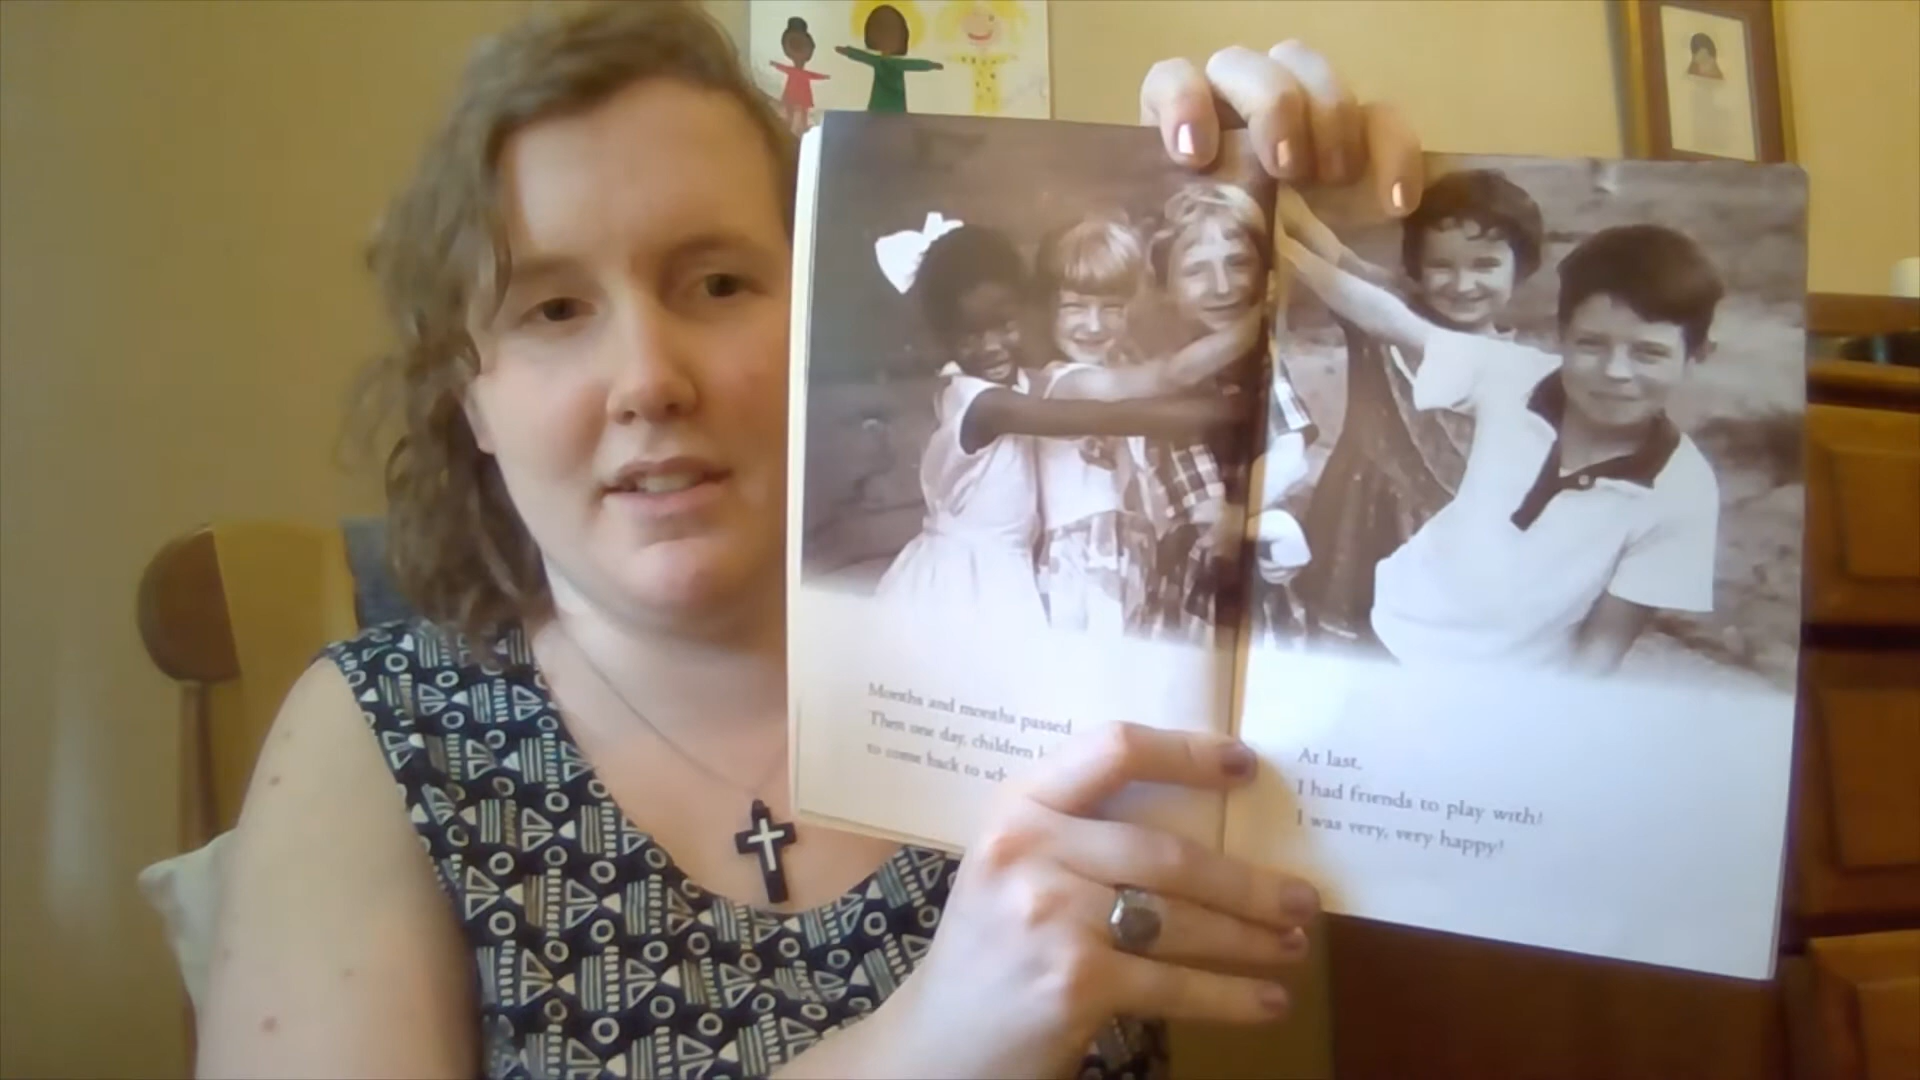 Months and months passed
Then one day, children
to come back to
At last,
I had friends to play with!
I was very, very happy!